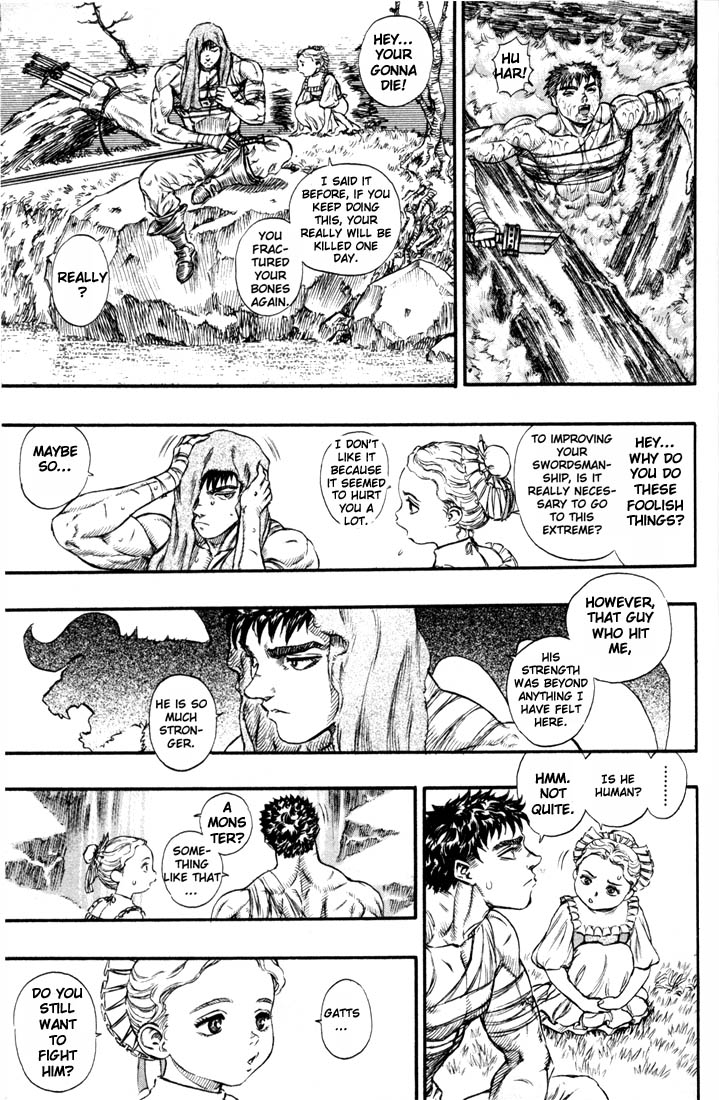 HU
HAR!
HEY...
YOUR
GONNA
DIE!
I SAID IT
BEFORE, IF YOU
KEEP DOING
THIS, YOUR
REALLY WILL BE
KILLED ONE
DAY.
YOU
FRAC-
TURED
YOUR
BONES
AGAIN.
REALLY
?
HEY...
WHY DO
YOU DO
THESE
FOOLISH
THINGS?
TO IMPROVING
YOUR
SWORDSMAN-
SHIP, IS IT
REALLY NECES-
SARY TO GO
TO THIS
EXTREME?
I DON'T
LIKE IT
BECAUSE
IT SEEMED
TO HURT
YOU A
LOT.
MAYBE
SO...
HOWEVER,
THAT GUY
WHO HIT
ME,
HIS
STRENGTH
WAS BEYOND
ANYTHING I
HAVE FELT
HERE.
HE IS SO
MUCH
STRON-
GER.
........
IS HE
HUMAN?
HMM.
NOT
QUITE.
A
MONS
TER?
SOME-
THING
LIKE THAT
...
GATTS
...
DO YOU
STILL
WANT
TO
FIGHT
HIM?